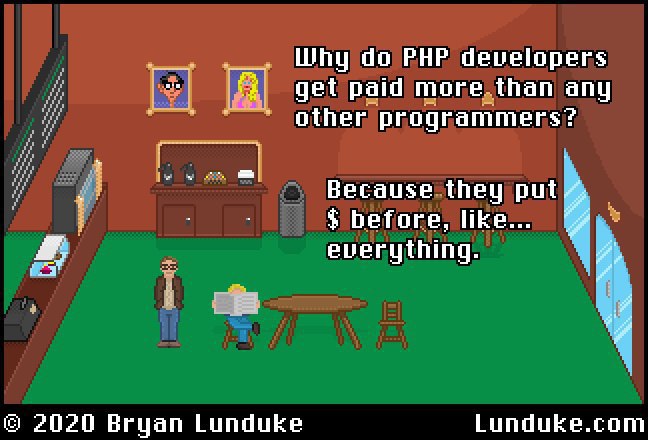 Why do PHP developers
get paid more than any
other programmers?
Because they put
$ before, like...
everything.
© 2020 Bryan Lunduke
Lunduke.com